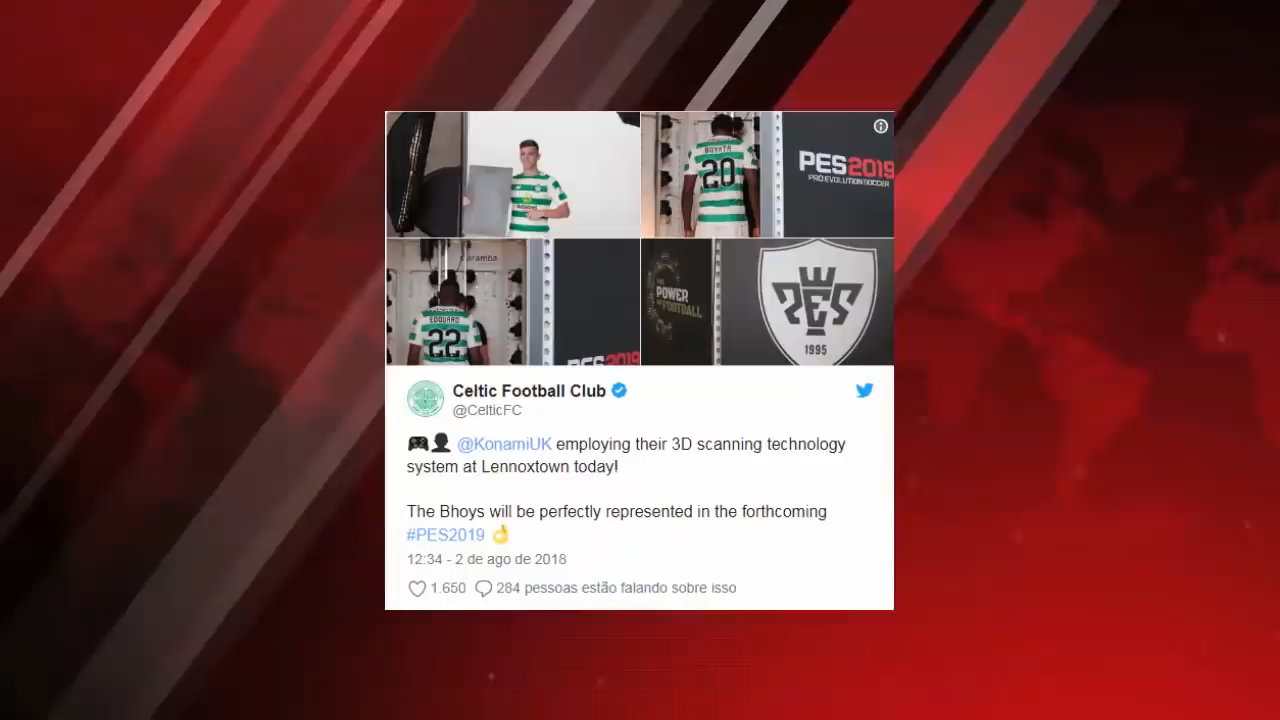 BOYATA
20
PES2019
PRO EVOLUTION SOCCER
EDOUARD
22
PES2019
THE
POWER
OF FOOTBALL
PES
1995
Celtic Football Club
@CelticFC
@KonamiUK employing their 3D scanning technology
system at Lennoxtown today!
The Bhoys will be perfectly represented in the forthcoming
#PES2019 👌
12:34 - 2 de ago de 2018
1.650 284 pessoas estão falando sobre isso